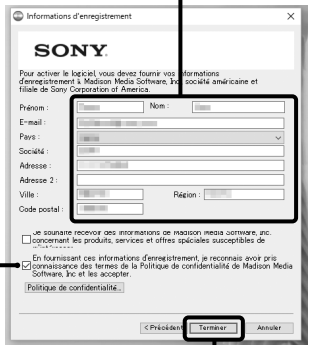 Informations d'enregistrement
SONY
Pour activer le logiciel, vous devez fournir vos informations
d'enregistrement à Madison Media Software, Inc. société américaine et
filiale de Sony Corporation of America.
Prénom : Nom :
E-mail :
Pays :
Société :
Adresse :
Adresse 2 :
Ville : Région :
Code postal :
Je souhaite recevoir des informations de Madison Media Software, Inc.
concernant les produits, services et offres spéciales susceptibles de
En fournissant ces informations d'enregistrement, je reconnais avoir pris
connaissance des termes de la Politique de confidentialité de Madison Media
Software, Inc et les accepter.
Politique de confidentialité...
< Précédent Terminer Annuler